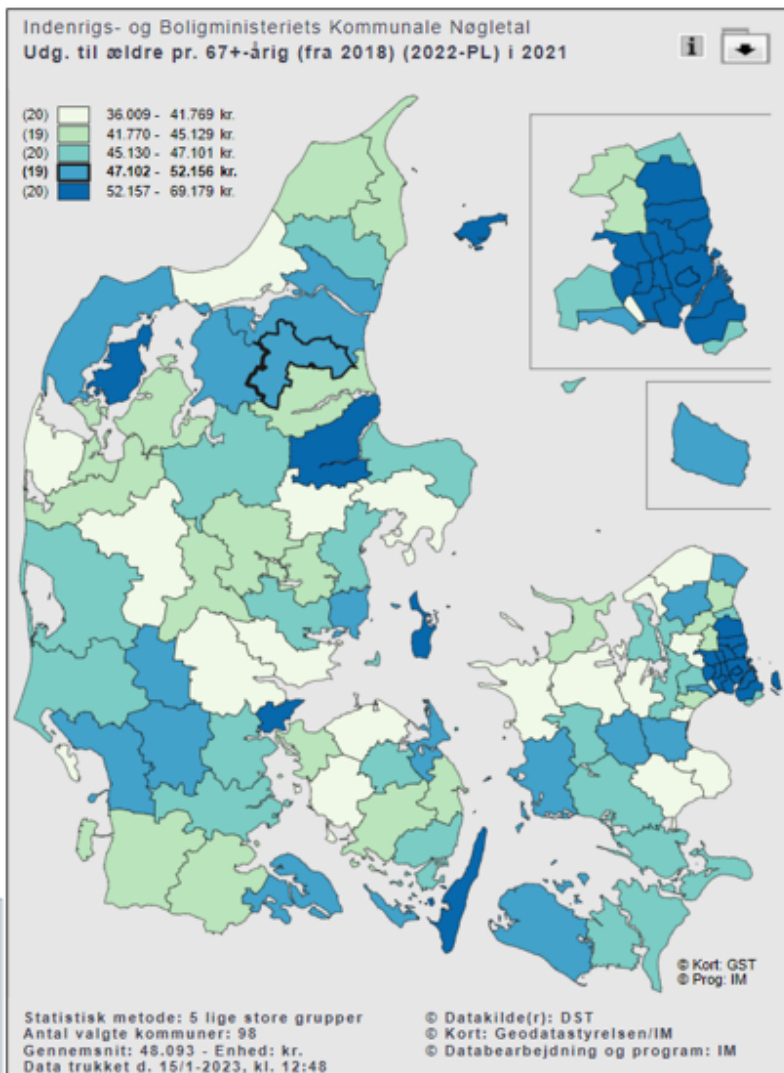 Indenrigs- og Boligministeriets Kommunale Nøgletal
Udg. til ældre pr. 67+-årig (fra 2018) (2022-PL) i 2021
i
(20) 36.009 - 41.769 kr.
(19) 41.770 - 45.129 kr.
(20) 45.130 - 47.101 kr.
(19) 47.102 - 52.156 kr.
(20) 52.157 - 69.179 kr.
© Kort: GST
© Prog: IM
Statistisk metode: 5 lige store grupper
Antal valgte kommuner: 98
Gennemsnit: 48.093 - Enhed: kr.
Data trukket d. 15/1-2023, kl. 12:48
© Datakilde(r): DST
© Kort: Geodatastyrelsen/IM
© Databearbejdning og program: IM